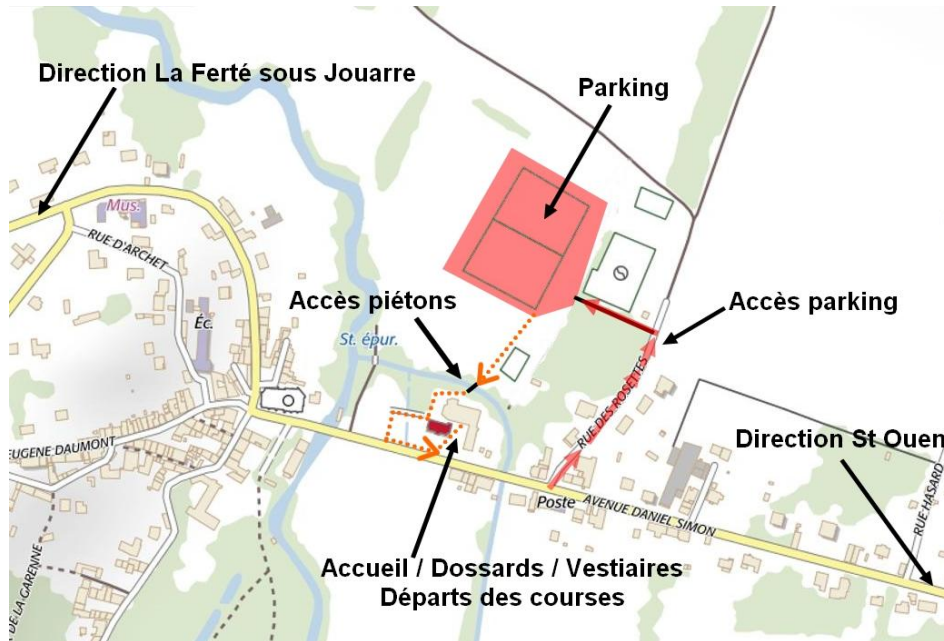 Direction La Ferté sous Jouarre
Parking
Mus.
RUE D'ARCHET
Accès piétons
Accès parking
Éc.
St. épur.
RUE DES ROSETTES
EUGENE DAUMONT
Direction St Ouen
Poste
AVENUE DANIEL SIMON
RUE HASARD
Accueil / Dossards / Vestiaires
Départs des courses
DE LA GARENNE